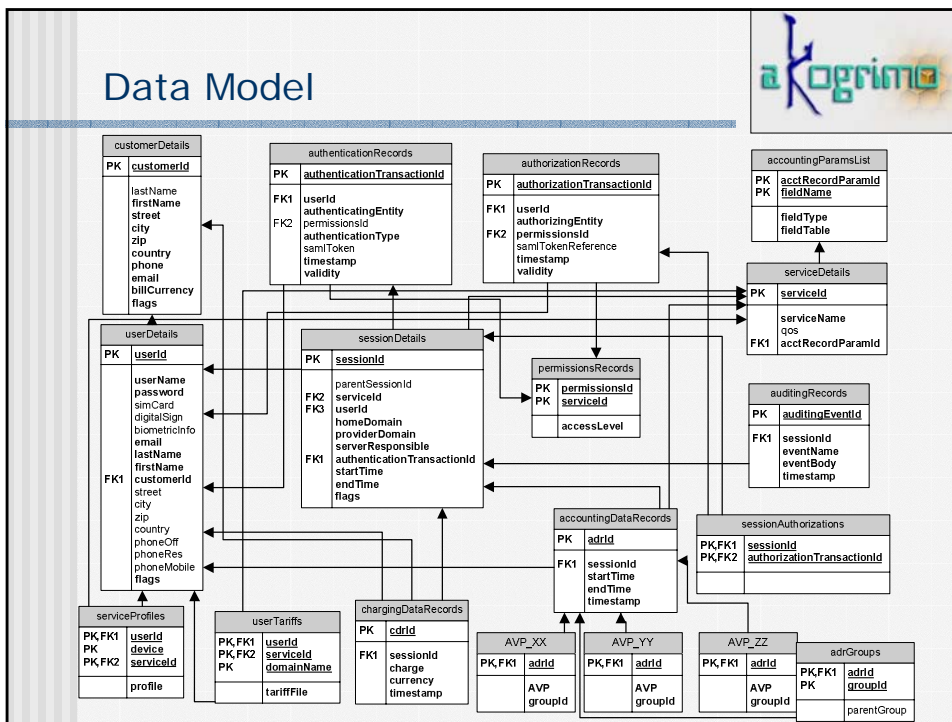 Data Model
akogrimo
customerDetails
PK customerId
lastName
firstName
street
city
zip
country
phone
email
billCurrency
flags
authenticationRecords
PK authenticationTransactionId
FK1 userId
authenticatingEntity
FK2 permissionsId
authenticationType
samlToken
timestamp
validity
authorizationRecords
PK authorizationTransactionId
FK1 userId
authorizingEntity
FK2 permissionsId
samlTokenReference
timestamp
validity
accountingParamsList
PK acctRecordParamId
PK fieldName
fieldType
fieldTable
serviceDetails
PK serviceId
serviceName
qos
FK1 acctRecordParamId
userDetails
PK userId
userName
password
simCard
digitalSign
biometricInfo
email
lastName
firstName
FK1 customerId
street
city
zip
country
phoneOff
phoneRes
phoneMobile
flags
sessionDetails
PK sessionId
parentSessionId
FK2 serviceId
FK3 userId
homeDomain
providerDomain
serverResponsible
FK1 authenticationTransactionId
startTime
endTime
flags
permissionsRecords
PK permissionsId
PK serviceId
accessLevel
auditingRecords
PK auditingEventId
FK1 sessionId
eventName
eventBody
timestamp
accountingDataRecords
PK adrId
FK1 sessionId
startTime
endTime
timestamp
sessionAuthorizations
PK,FK1 sessionId
PK,FK2 authorizationTransactionId
serviceProfiles
PK,FK1 userId
PK device
PK,FK2 serviceId
profile
userTariffs
PK,FK1 userId
PK,FK2 serviceId
PK domainName
tariffFile
chargingDataRecords
PK cdrId
FK1 sessionId
charge
currency
timestamp
AVP_XX
PK,FK1 adrId
AVP
groupId
AVP_YY
PK,FK1 adrId
AVP
groupId
AVP_ZZ
PK,FK1 adrId
AVP
groupId
adrGroups
PK,FK1 adrId
PK groupId
parentGroup